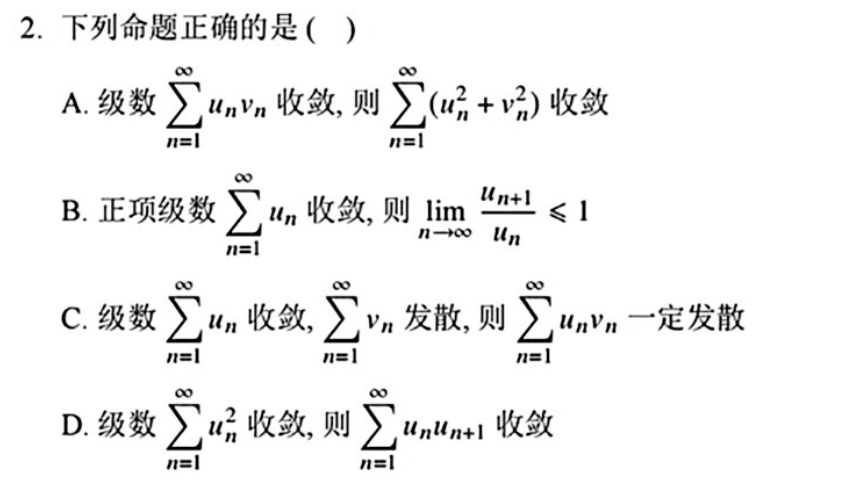 2. 下列命题正确的是 ( )
A. 级数 $\sum_{n=1}^{\infty} u_n v_n$ 收敛, 则 $\sum_{n=1}^{\infty} (u_n^2 + v_n^2)$ 收敛
B. 正项级数 $\sum_{n=1}^{\infty} u_n$ 收敛, 则 $\lim_{n \to \infty} \frac{u_{n+1}}{u_n} \leqslant 1$
C. 级数 $\sum_{n=1}^{\infty} u_n$ 收敛, $\sum_{n=1}^{\infty} v_n$ 发散, 则 $\sum_{n=1}^{\infty} u_n v_n$ 一定发散
D. 级数 $\sum_{n=1}^{\infty} u_n^2$ 收敛, 则 $\sum_{n=1}^{\infty} u_n u_{n+1}$ 收敛